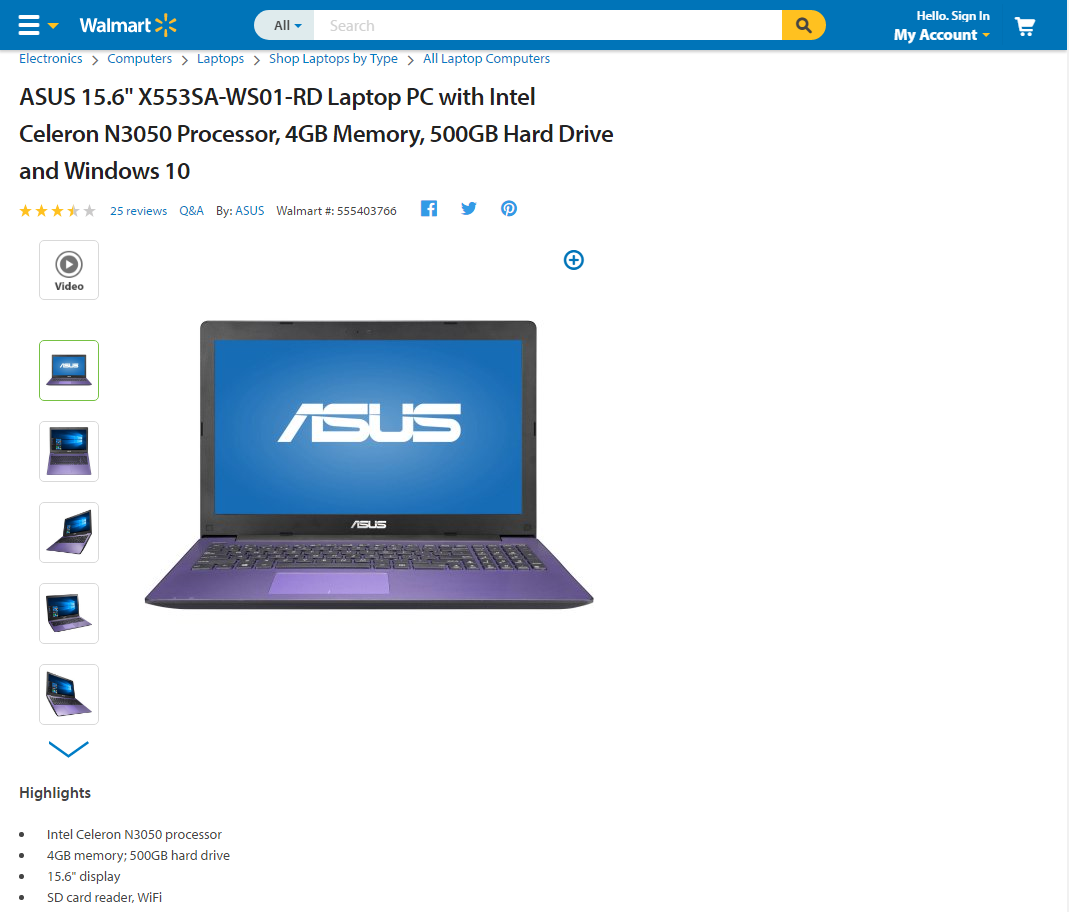 Walmart
All
Search
Hello. Sign In
My Account
Electronics > Computers > Laptops > Shop Laptops by Type > All Laptop Computers
ASUS 15.6" X553SA-WS01-RD Laptop PC with Intel
Celeron N3050 Processor, 4GB Memory, 500GB Hard Drive
and Windows 10
25 reviews Q&A By: ASUS Walmart #: 555403766
Video
ASUS
ASUS
ASUS
Highlights
• Intel Celeron N3050 processor
• 4GB memory; 500GB hard drive
• 15.6" display
• SD card reader, WiFi